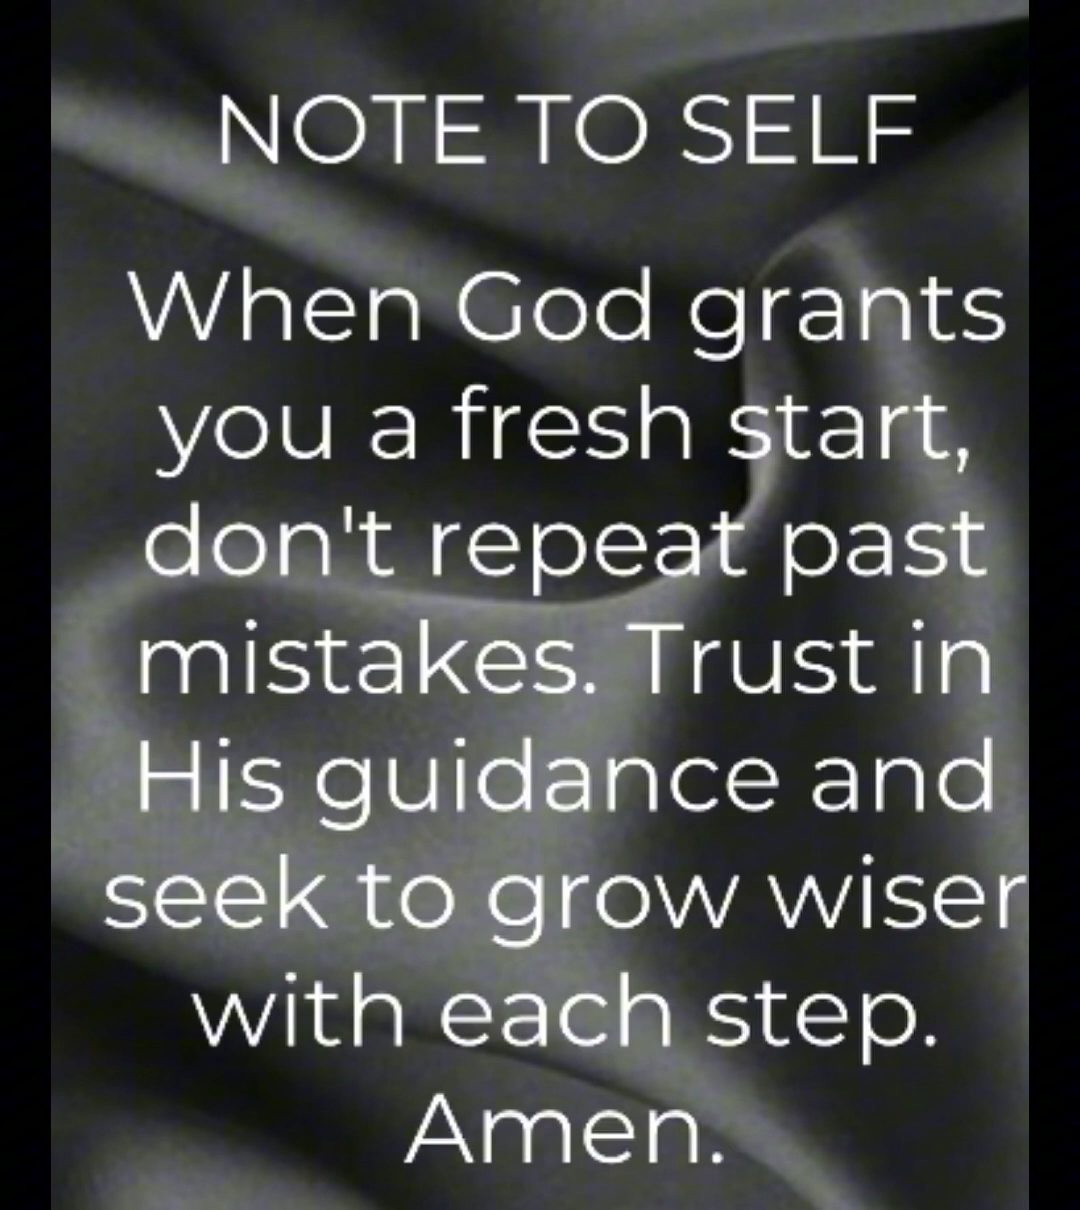 NOTE TO SELF
When God grants
you a fresh start,
don't repeat past
mistakes. Trust in
His guidance and
seek to grow wiser
with each step.
Amen.